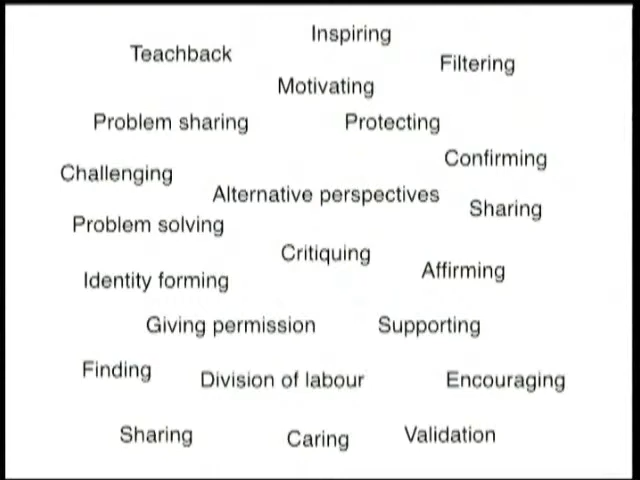 Inspiring
Teachback
Filtering
Motivating
Problem sharing
Protecting
Confirming
Challenging
Alternative perspectives
Sharing
Problem solving
Critiquing
Affirming
Identity forming
Giving permission
Supporting
Finding
Division of labour
Encouraging
Sharing
Caring
Validation